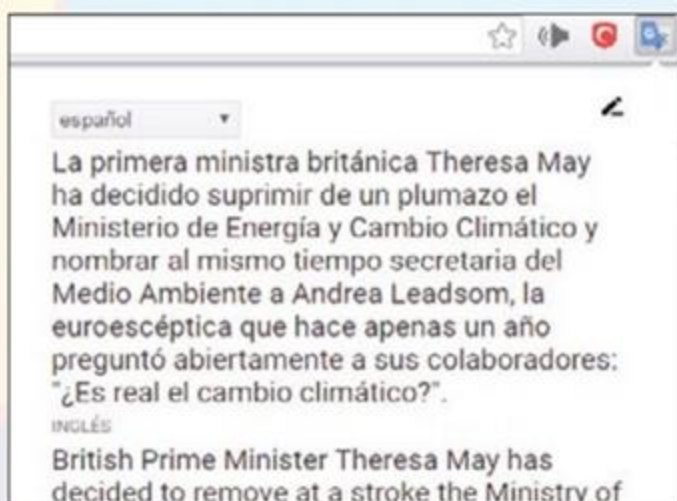 español
La primera ministra británica Theresa May
ha decidido suprimir de un plumazo el
Ministerio de Energía y Cambio Climático y
nombrar al mismo tiempo secretaria del
Medio Ambiente a Andrea Leadsom, la
euroescéptica que hace apenas un año
preguntó abiertamente a sus colaboradores:
"¿Es real el cambio climático?".
INGLÉS
British Prime Minister Theresa May has
decided to remove at a stroke the Ministry of